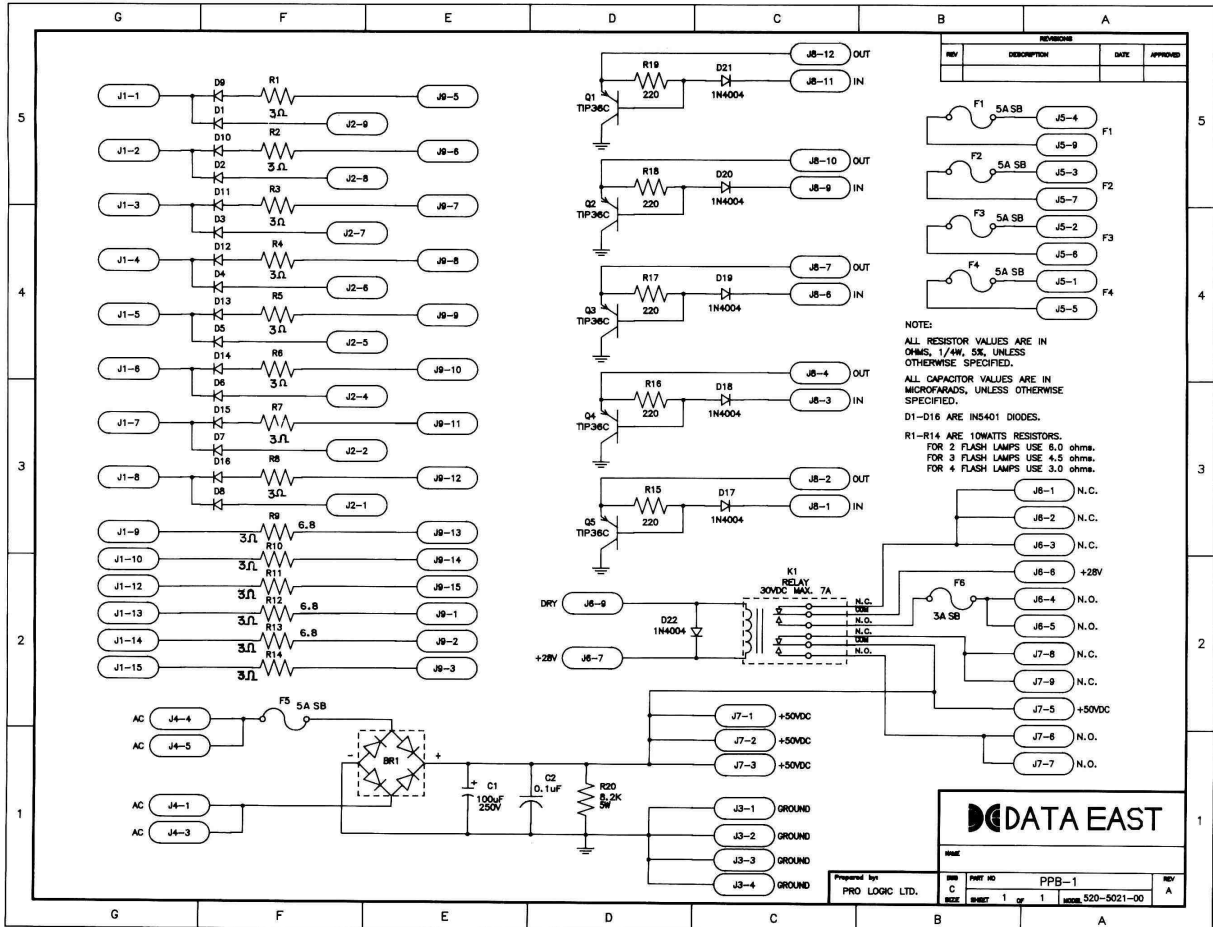 G F E D C B A
REVISIONS
REV DESCRIPTION DATE APPROVED
5
4
3
2
1
J1-1 D9 R1 3Ω J9-5
D1 J2-9
J1-2 D10 R2 3Ω J9-6
D2 J2-8
J1-3 D11 R3 3Ω J9-7
D3 J2-7
J1-4 D12 R4 3Ω J9-8
D4 J2-6
J1-5 D13 R5 3Ω J9-9
D5 J2-5
J1-6 D14 R6 3Ω J9-10
D6 J2-4
J1-7 D15 R7 3Ω J9-11
D7 J2-2
J1-8 D16 R8 3Ω J9-12
D8 J2-1
J1-9 3Ω R9 6.8 J9-13
J1-10 3Ω R10 J9-14
J1-12 3Ω R11 J9-15
J1-13 3Ω R12 6.8 J9-1
J1-14 3Ω R13 6.8 J9-2
J1-15 3Ω R14 J9-3
J8-12 OUT
R19 220 D21 1N4004 J8-11 IN
Q1
TIP36C
J8-10 OUT
R18 220 D20 1N4004 J8-9 IN
Q2
TIP36C
J8-7 OUT
R17 220 D19 1N4004 J8-6 IN
Q3
TIP36C
J8-4 OUT
R16 220 D18 1N4004 J8-3 IN
Q4
TIP36C
J8-2 OUT
R15 220 D17 1N4004 J8-1 IN
Q5
TIP36C
F1 5A SB J5-4
F1
J5-9
F2 5A SB J5-3
F2
J5-7
F3 5A SB J5-2
F3
J5-6
F4 5A SB J5-1
F4
J5-5
NOTE:
ALL RESISTOR VALUES ARE IN
OHMS, 1/4W, 5%, UNLESS
OTHERWISE SPECIFIED.
ALL CAPACITOR VALUES ARE IN
MICROFARADS, UNLESS OTHERWISE
SPECIFIED.
D1-D16 ARE IN5401 DIODES.
R1-R14 ARE 10WATTS RESISTORS.
FOR 2 FLASH LAMPS USE 6.0 ohms.
FOR 3 FLASH LAMPS USE 4.5 ohms.
FOR 4 FLASH LAMPS USE 3.0 ohms.
J6-1 N.C.
J6-2 N.C.
J6-3 N.C.
J6-6 +28V
J6-4 N.O.
J6-5 N.O.
J7-8 N.C.
J7-9 N.C.
J7-5 +50VDC
J7-6 N.O.
J7-7 N.O.
F6
3A SB
K1
RELAY
30VDC MAX. 7A
N.C.
COM
N.O.
N.C.
COM
N.O.
DRY J6-9
D22
1N4004
+28V J6-7
AC J4-4 F5 5A SB
AC J4-5
AC J4-1
AC J4-3
- BR1 +
C1
100uF
250V
C2
0.1uF
R20
8.2K
5W
J7-1 +50VDC
J7-2 +50VDC
J7-3 +50VDC
J3-1 GROUND
J3-2 GROUND
J3-3 GROUND
J3-4 GROUND
DATA EAST
NAME
Prepared by:
PRO LOGIC LTD.
DWG C SIZE
PART NO PPB-1
REV A
SHEET 1 OF 1 MODEL 520-5021-00
5
4
3
2
1
G F E D C B A